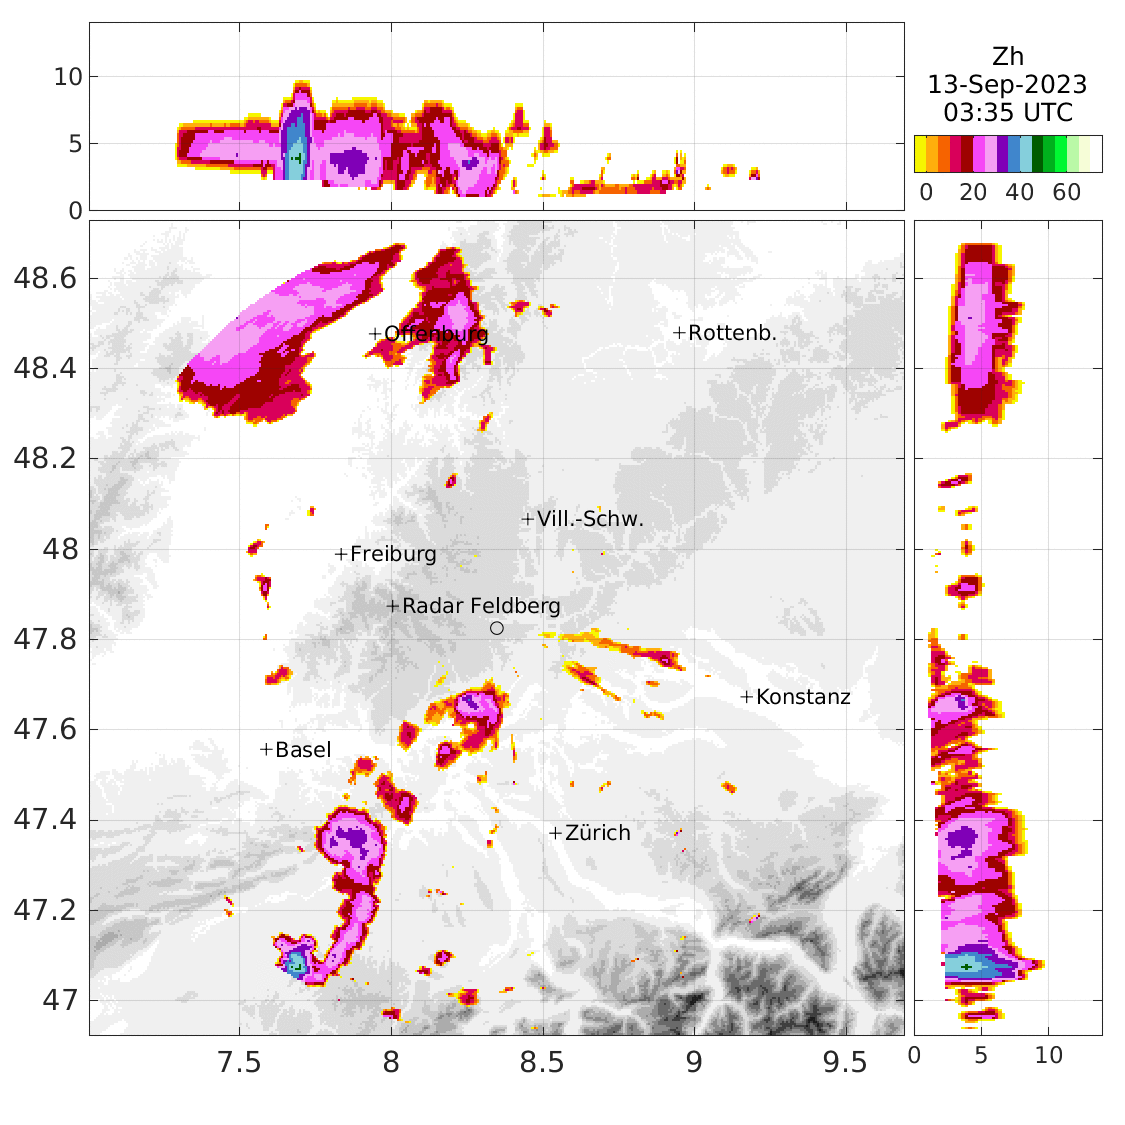 Zh
13-Sep-2023
03:35 UTC
0 20 40 60
10
5
0
48.6
48.4
48.2
48
47.8
47.6
47.4
47.2
47
Offenburg
Rottenb.
Vill.-Schw.
Freiburg
Radar Feldberg
Konstanz
Basel
Zürich
7.5 8 8.5 9 9.5
0 5 10